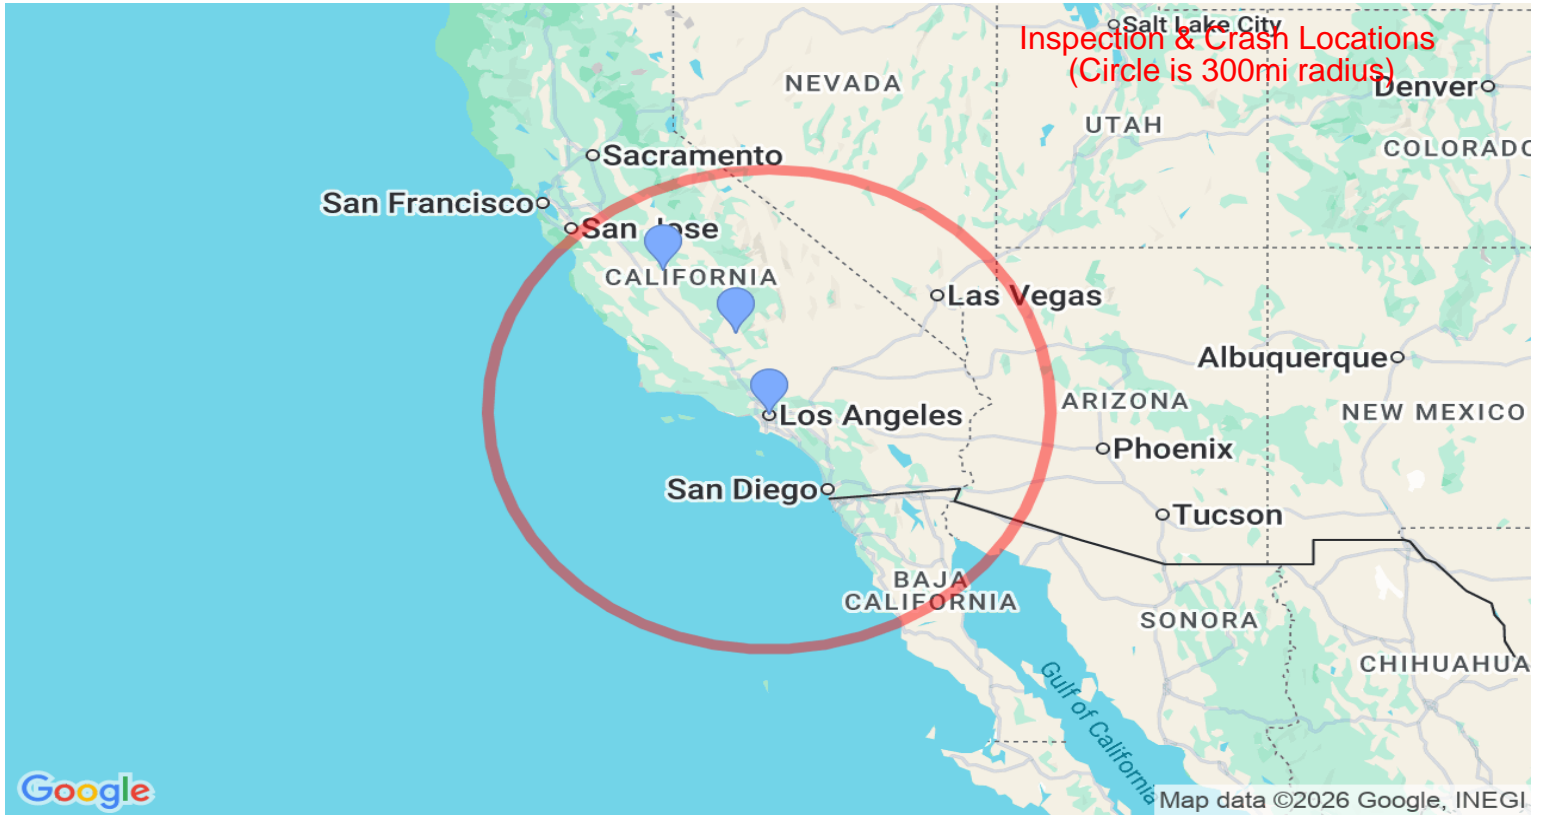 Salt Lake City
Inspection & Crash Locations
(Circle is 300mi radius)
NEVADA
Denver
UTAH
COLORADO
Sacramento
San Francisco
San Jose
CALIFORNIA
Las Vegas
Albuquerque
Los Angeles
ARIZONA
NEW MEXICO
Phoenix
San Diego
Tucson
BAJA
CALIFORNIA
SONORA
CHIHUAHUA
Gulf of California
Google
Map data ©2026 Google, INEGI